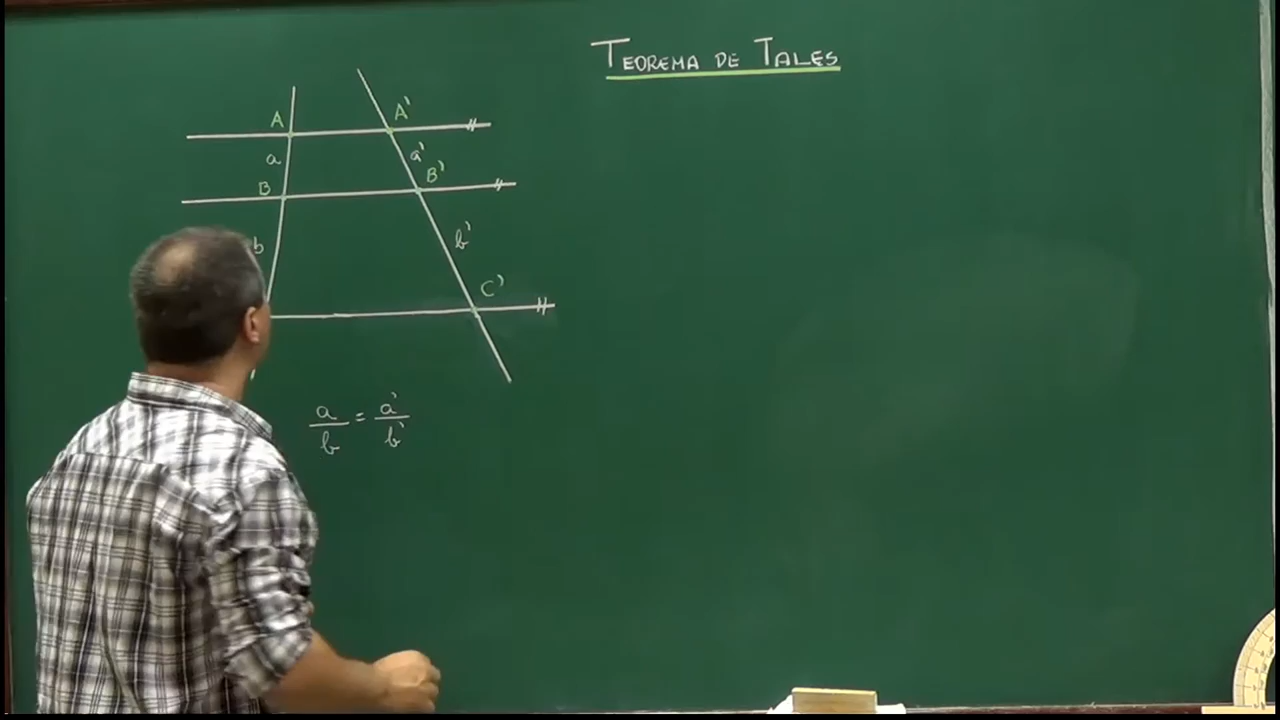 TEOREMA DE TALES
A A'
a a'
B B'
b b'
C'
a/b = a'/b'